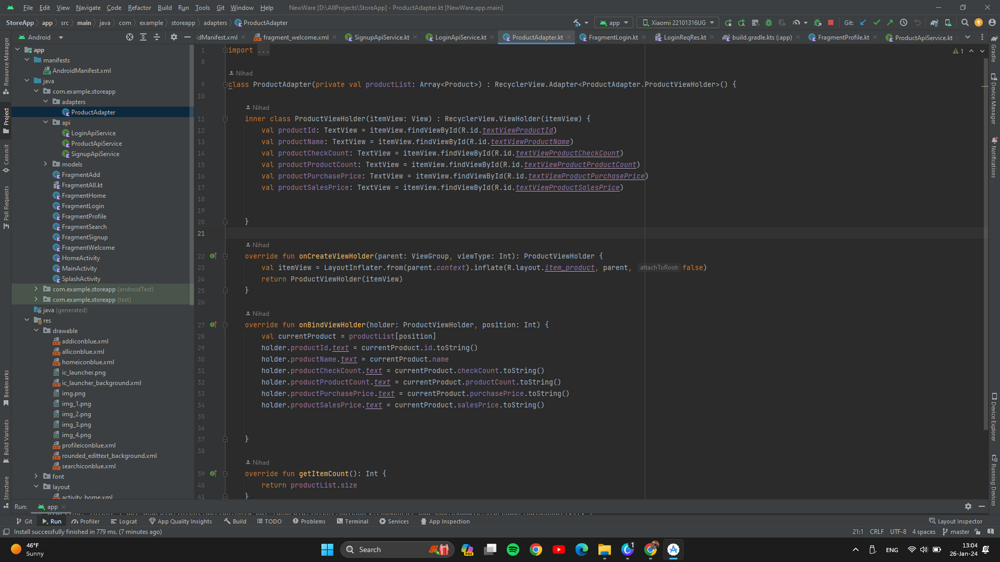 File Edit View Navigate Code Refactor Build Run Tools Git Window Help NewWare [D:\AllProjects\StoreApp] - ProductAdapter.kt [NewWare.app.main]
StoreApp app src main java com example storeapp adapters ProductAdapter app Xiaomi 22101316UG Git:
Android idManifest.xml fragment_welcome.xml SignupApiService.kt LoginApiService.kt ProductAdapter.kt FragmentLogin.kt LoginReqRes.kt build.gradle.kts (:app) FragmentProfile.kt ProductApiService.kt
Resource Manager
Project
Commit
Pull Requests
Bookmarks
Build Variants
Structure
app
manifests
AndroidManifest.xml
java
com.example.storeapp
adapters
ProductAdapter
api
LoginApiService
ProductApiService
SignupApiService
models
FragmentAdd
FragmentAll.kt
FragmentHome
FragmentLogin
FragmentProfile
FragmentSearch
FragmentSignup
FragmentWelcome
HomeActivity
MainActivity
SplashActivity
com.example.storeapp (androidTest)
com.example.storeapp (test)
java (generated)
res
drawable
addiconblue.xml
alliconblue.xml
homeiconblue.xml
ic_launcher.png
ic_launcher_background.xml
img.png
img_1.png
img_2.png
img_3.png
img_4.png
profileiconblue.xml
rounded_edittext_background.xml
searchiconblue.xml
font
layout
activity_home.xml
1 import ...
8
Nihad
9 class ProductAdapter(private val productList: Array<Product>) : RecyclerView.Adapter<ProductAdapter.ProductViewHolder>() {
10
Nihad
11 inner class ProductViewHolder(itemView: View) : RecyclerView.ViewHolder(itemView) {
12 val productId: TextView = itemView.findViewById(R.id.textViewProductId)
13 val productName: TextView = itemView.findViewById(R.id.textViewProductName)
14 val productCheckCount: TextView = itemView.findViewById(R.id.textViewProductCheckCount)
15 val productProductCount: TextView = itemView.findViewById(R.id.textViewProductProductCount)
16 val productPurchasePrice: TextView = itemView.findViewById(R.id.textViewProductPurchasePrice)
17 val productSalesPrice: TextView = itemView.findViewById(R.id.textViewProductSalesPrice)
18
19
20 }
21
Nihad
22 override fun onCreateViewHolder(parent: ViewGroup, viewType: Int): ProductViewHolder {
23 val itemView = LayoutInflater.from(parent.context).inflate(R.layout.item_product, parent, attachToRoot: false)
24 return ProductViewHolder(itemView)
25 }
26
Nihad
27 override fun onBindViewHolder(holder: ProductViewHolder, position: Int) {
28 val currentProduct = productList[position]
29 holder.productId.text = currentProduct.id.toString()
30 holder.productName.text = currentProduct.name
31 holder.productCheckCount.text = currentProduct.checkCount.toString()
32 holder.productProductCount.text = currentProduct.productCount.toString()
33 holder.productPurchasePrice.text = currentProduct.purchasePrice.toString()
34 holder.productSalesPrice.text = currentProduct.salesPrice.toString()
35
36
37 }
38
Nihad
39 override fun getItemCount(): Int {
40 return productList.size
41 }
1
Gradle
Device Manager
Notifications
Device Explorer
Running Devices
Run: app
Git Run Profiler Logcat App Quality Insights Build TODO Problems Terminal Services App Inspection Layout Inspector
Install successfully finished in 779 ms. (7 minutes ago) 21:1 CRLF UTF-8 4 spaces master
46°F
Sunny
Search
PRE
1
ENG
13:04
26-Jan-24